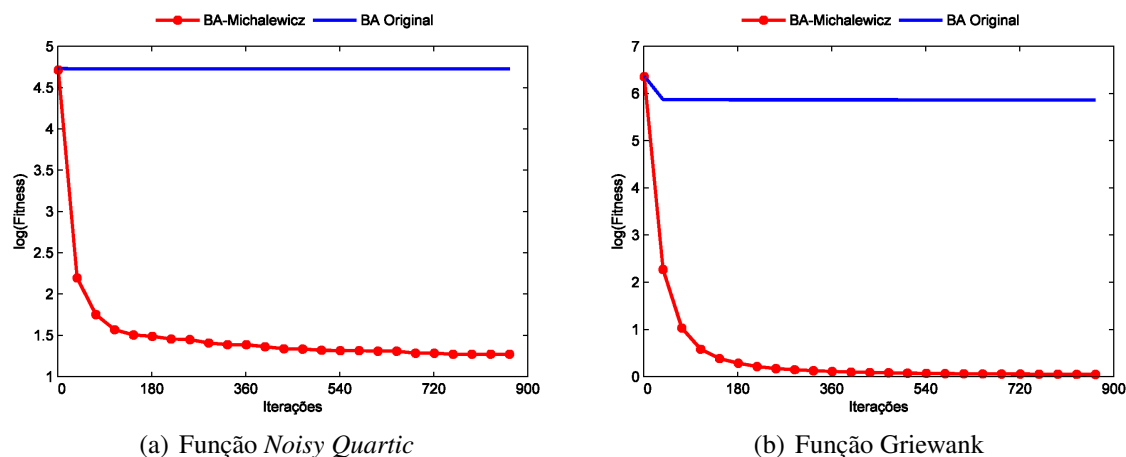 BA-Michalewicz BA Original
5
4.5
4
3.5
3
2.5
2
1.5
1
log(Fitness)
0 180 360 540 720 900
Iterações
(a) Função Noisy Quartic
BA-Michalewicz BA Original
7
6
5
4
3
2
1
0
log(Fitness)
0 180 360 540 720 900
Iterações
(b) Função Griewank